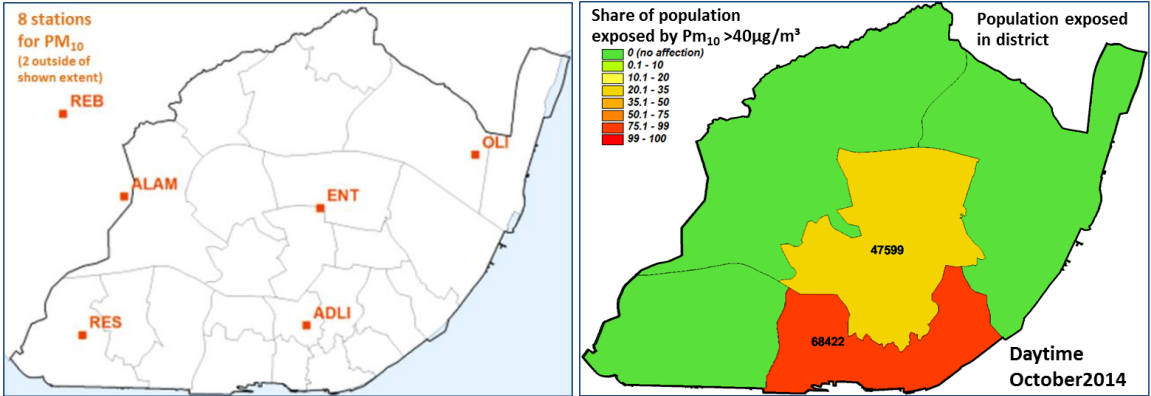 8 stations
for PM₁₀
(2 outside of
shown extent)
REB
OLI
ALAM
ENT
ADLI
RES
Share of population
exposed by Pm₁₀ >40µg/m³
0 (no affection)
0.1 - 10
10.1 - 20
20.1 - 35
35.1 - 50
50.1 - 75
75.1 - 99
99 - 100
Population exposed
in district
47599
68422
Daytime
October2014